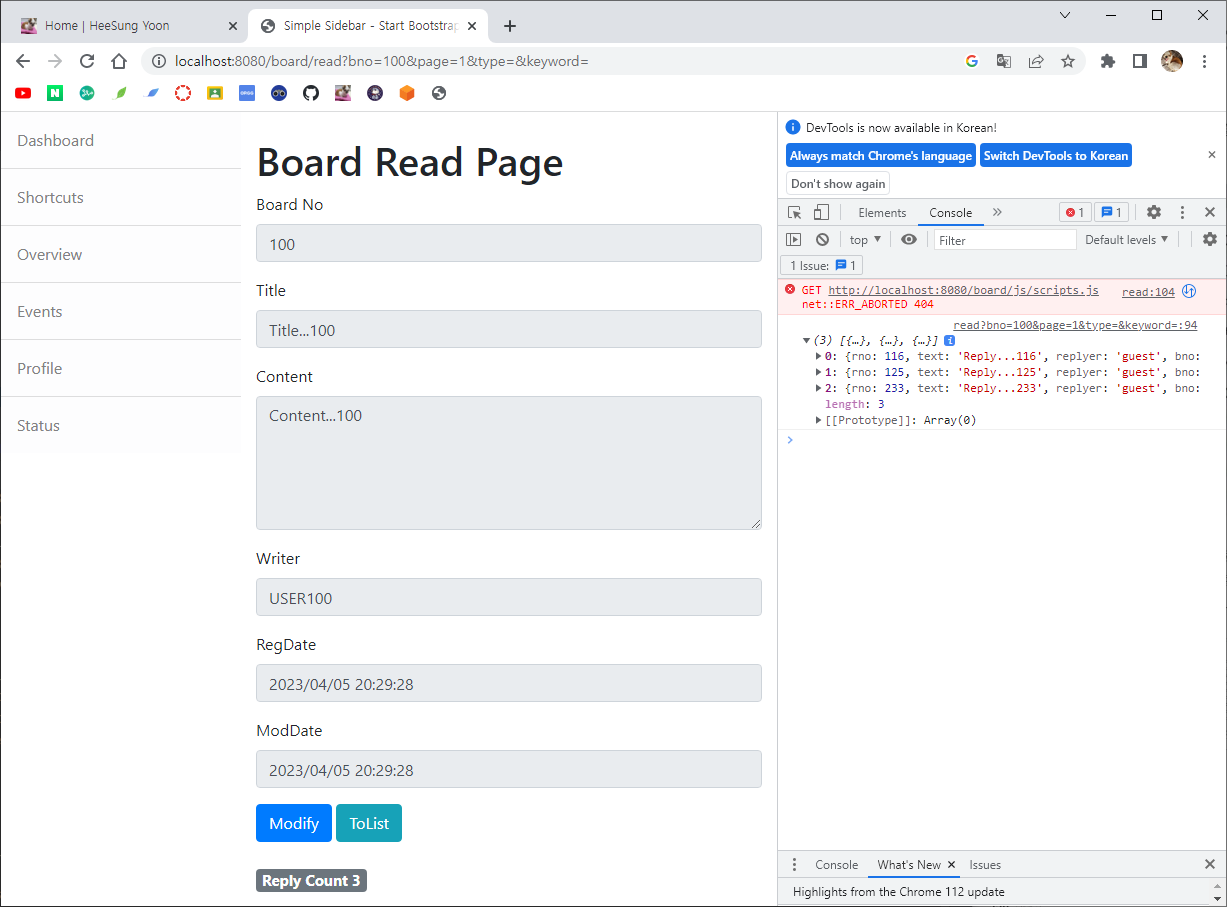 Home | HeeSung Yoon
Simple Sidebar - Start Bootstrap
localhost:8080/board/read?bno=100&page=1&type=&keyword=
Dashboard
Shortcuts
Overview
Events
Profile
Status
Board Read Page
Board No
100
Title
Title...100
Content
Content...100
Writer
USER100
RegDate
2023/04/05 20:29:28
ModDate
2023/04/05 20:29:28
Modify ToList
Reply Count 3
DevTools is now available in Korean!
Always match Chrome's language Switch DevTools to Korean
Don't show again
Elements Console 1 1
top Filter Default levels
1 Issue: 1
GET http://localhost:8080/board/js/scripts.js read:104
net::ERR_ABORTED 404
read?bno=100&page=1&type=&keyword=:94
(3) [{…}, {…}, {…}]
0: {rno: 116, text: 'Reply...116', replyer: 'guest', bno:
1: {rno: 125, text: 'Reply...125', replyer: 'guest', bno:
2: {rno: 233, text: 'Reply...233', replyer: 'guest', bno:
length: 3
[[Prototype]]: Array(0)
Console What's New Issues
Highlights from the Chrome 112 update